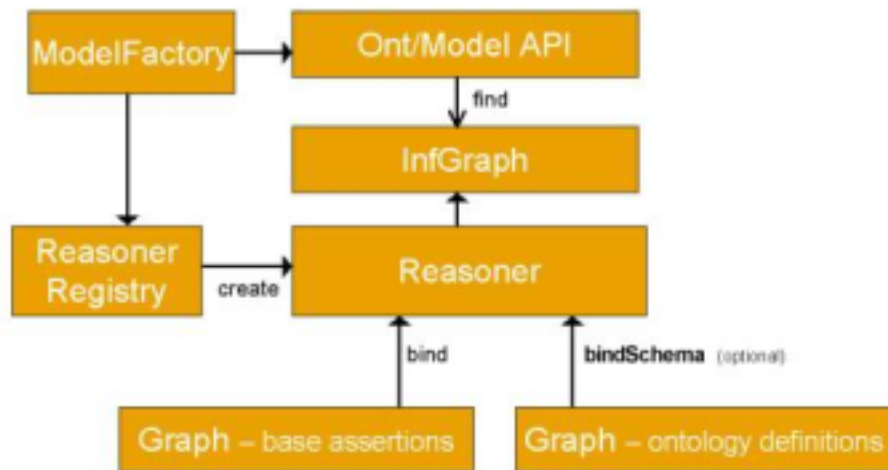 ModelFactory
Ont/Model API
find
InfGraph
Reasoner
Registry
create
Reasoner
bind
bindSchema (optional)
Graph – base assertions
Graph – ontology definitions